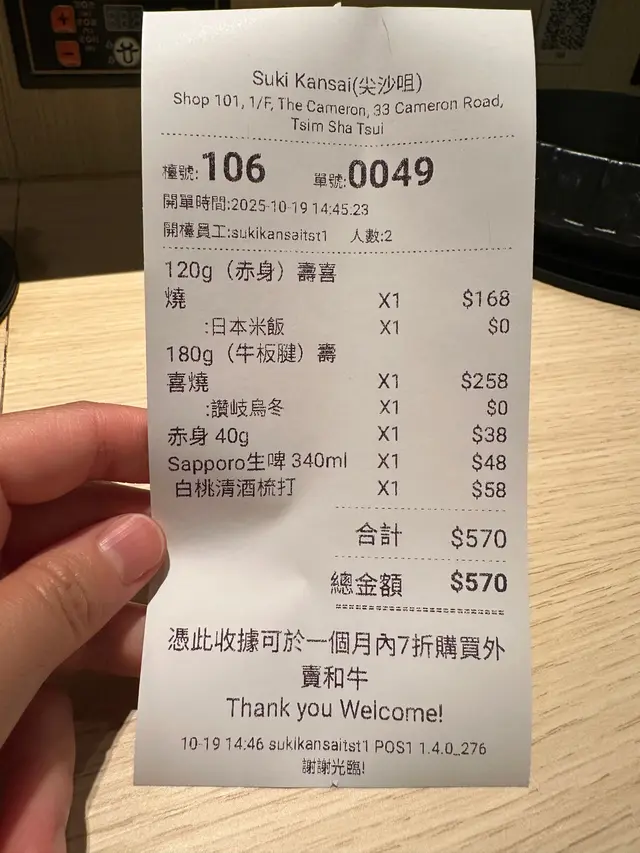 Suki Kansai(尖沙咀)
Shop 101, 1/F, The Cameron, 33 Cameron Road,
Tsim Sha Tsui
檯號:106 單號:0049
開單時間:2025-10-19 14:45:23
開檯員工:sukikansaitst1 人數:2
120g（赤身）壽喜
燒 X1 $168
:日本米飯 X1 $0
180g（牛板腱）壽
喜燒 X1 $258
:讚岐烏冬 X1 $0
赤身 40g X1 $38
Sapporo生啤 340ml X1 $48
白桃清酒梳打 X1 $58
合計 $570
總金額 $570
憑此收據可於一個月內7折購買外
賣和牛
Thank you Welcome!
10-19 14:46 sukikansaitst1 POS1 1.4.0_276
謝謝光臨!